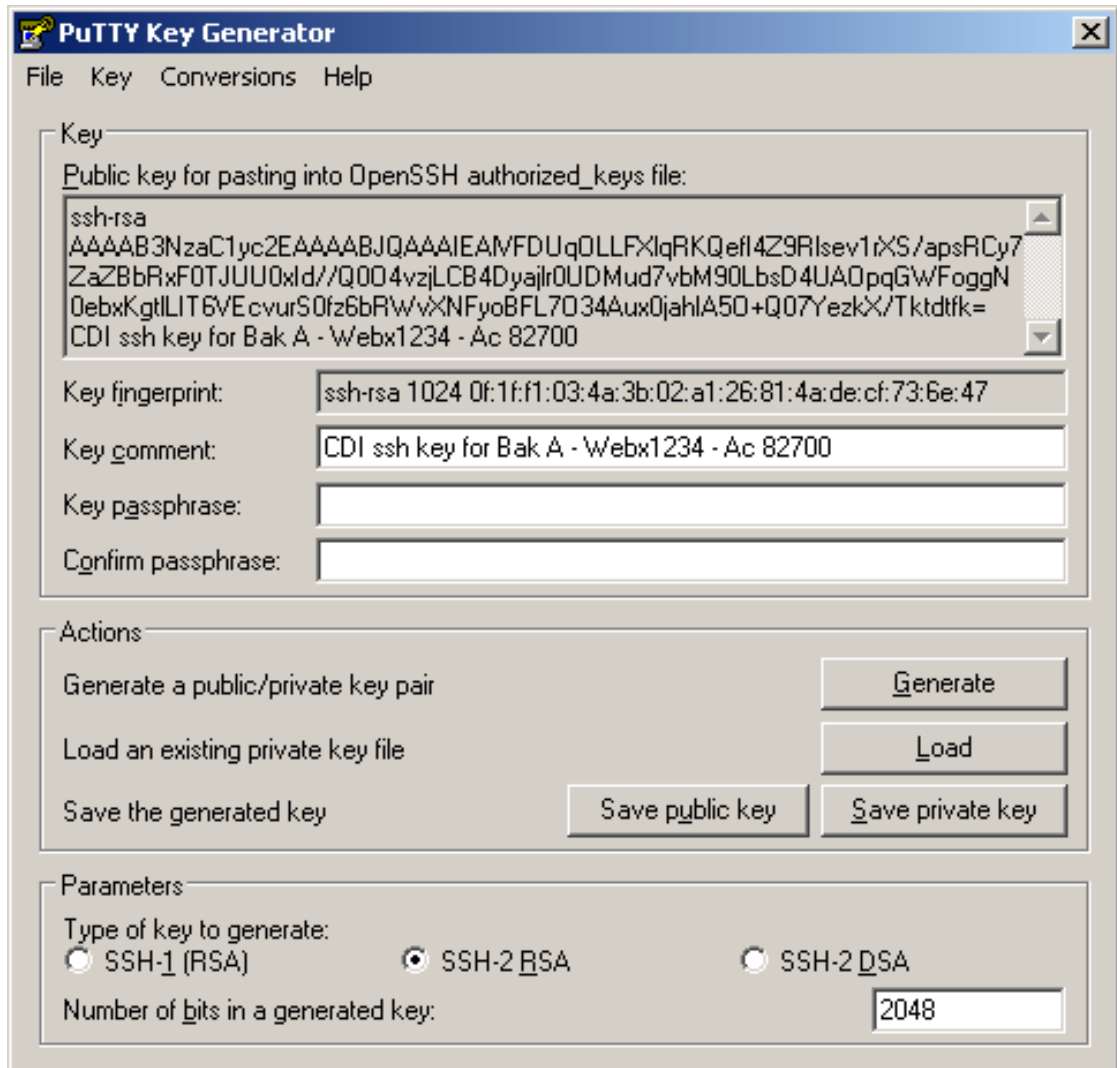 PuTTY Key Generator
File Key Conversions Help
Key
Public key for pasting into OpenSSH authorized_keys file:
ssh-rsa
AAAAB3NzaC1yc2EAAAABJQAAAIEAMFDUqOLLFXlqRKQefI4Z9RIsev1rXS/apsRCy7
ZaZBbRxF0TJUU0xId//Q0O4vzjLCB4Dyajlr0UDMud7vbM90LbsD4UAOpqGWFoggN
0ebxKgtlLIT6VEcvurS0fz6bRWvXNFyoBFL7O34Aux0jahIA5O+Q07YezkX/Tktdtfk=
CDI ssh key for Bak A - Webx1234 - Ac 82700
Key fingerprint: ssh-rsa 1024 0f:1f:f1:03:4a:3b:02:a1:26:81:4a:de:cf:73:6e:47
Key comment: CDI ssh key for Bak A - Webx1234 - Ac 82700
Key passphrase:
Confirm passphrase:
Actions
Generate a public/private key pair Generate
Load an existing private key file Load
Save the generated key Save public key Save private key
Parameters
Type of key to generate:
SSH-1 (RSA) SSH-2 RSA SSH-2 DSA
Number of bits in a generated key: 2048